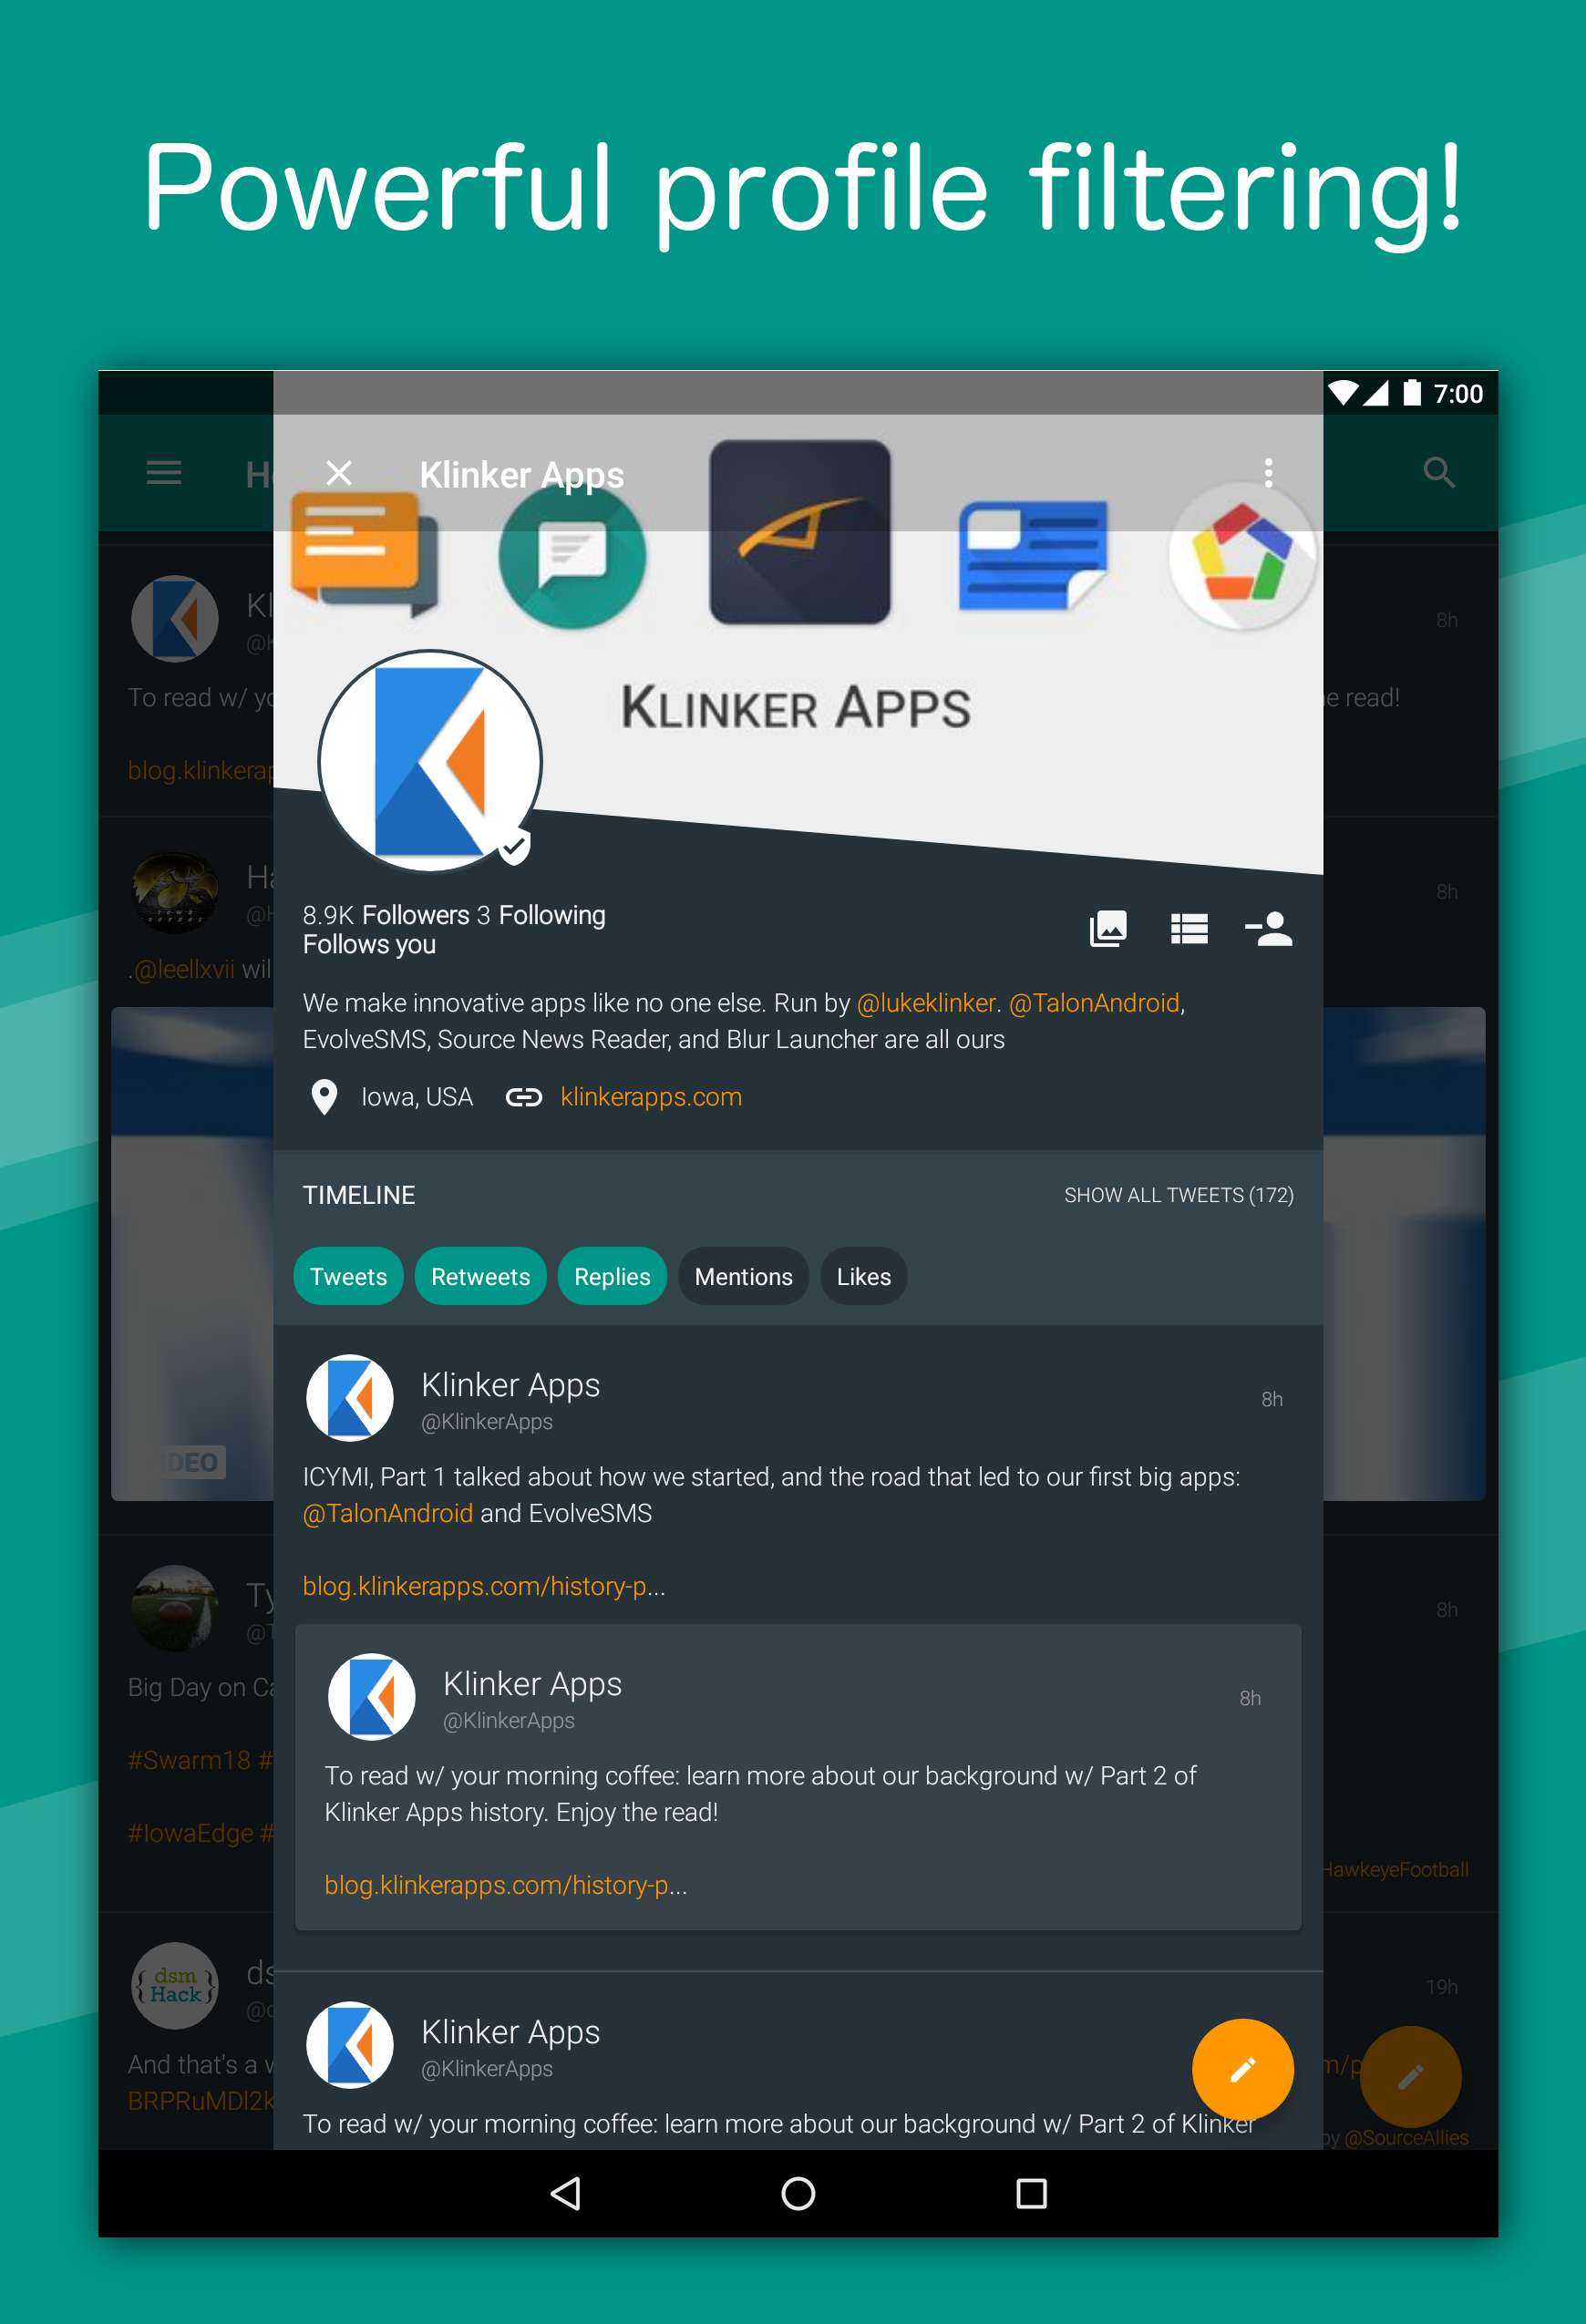 Powerful profile filtering!
7:00
Klinker Apps
KLINKER APPS
8h
To read w/
read!
8.9K Followers 3 Following
Follows you
8h
.@leellxvii
We make innovative apps like no one else. Run by @lukeklinker. @TalonAndroid,
EvolveSMS, Source News Reader, and Blur Launcher are all ours
Iowa, USA klinkerapps.com
TIMELINE SHOW ALL TWEETS (172)
Tweets Retweets Replies Mentions Likes
Klinker Apps
@KlinkerApps
8h
ICYMI, Part 1 talked about how we started, and the road that led to our first big apps:
@TalonAndroid and EvolveSMS
blog.klinkerapps.com/history-p...
Klinker Apps
@KlinkerApps
8h
To read w/ your morning coffee: learn more about our background w/ Part 2 of
Klinker Apps history. Enjoy the read!
blog.klinkerapps.com/history-p...
8h
Big Day on
#Swarm18 #
#IowaEdge #
HawkeyeFootball
dsm
Hack
19h
And that's a
BRPRuMDl2k
Klinker Apps
@KlinkerApps
To read w/ your morning coffee: learn more about our background w/ Part 2 of Klinker
by @SourceAllies